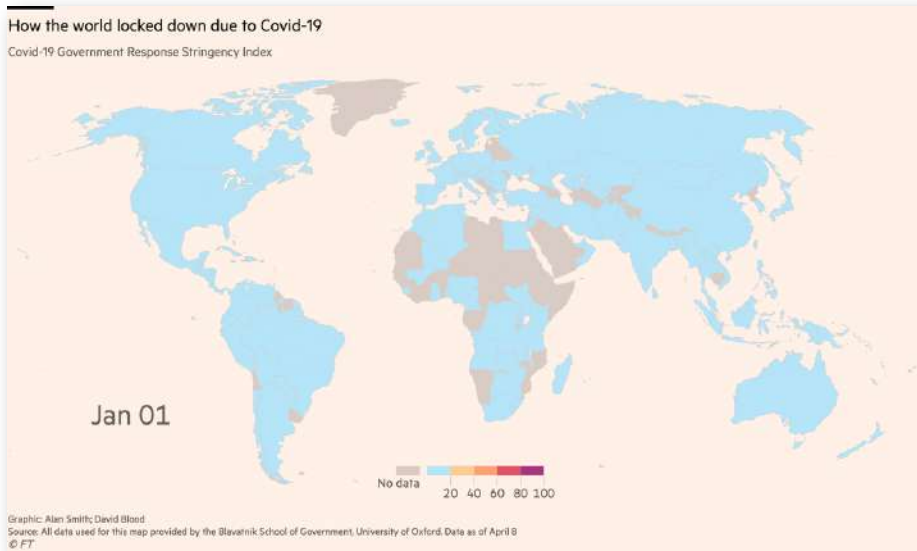 How the world locked down due to Covid-19
Covid-19 Government Response Stringency Index
Jan 01
No data
20 40 60 80 100
Graphic: Alan Smith; David Blood
Source: All data used for this map provided by the Blavatnik School of Government, University of Oxford. Data as of April 8
© FT